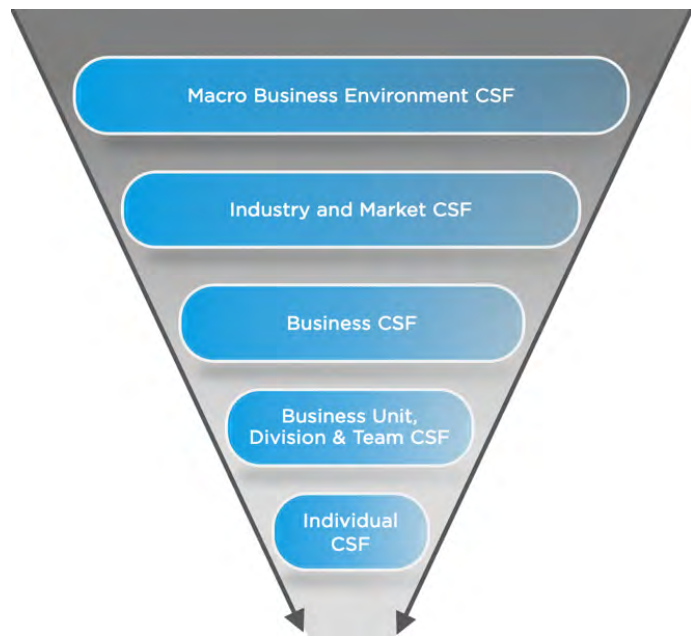 Macro Business Environment CSF
Industry and Market CSF
Business CSF
Business Unit,
Division & Team CSF
Individual
CSF